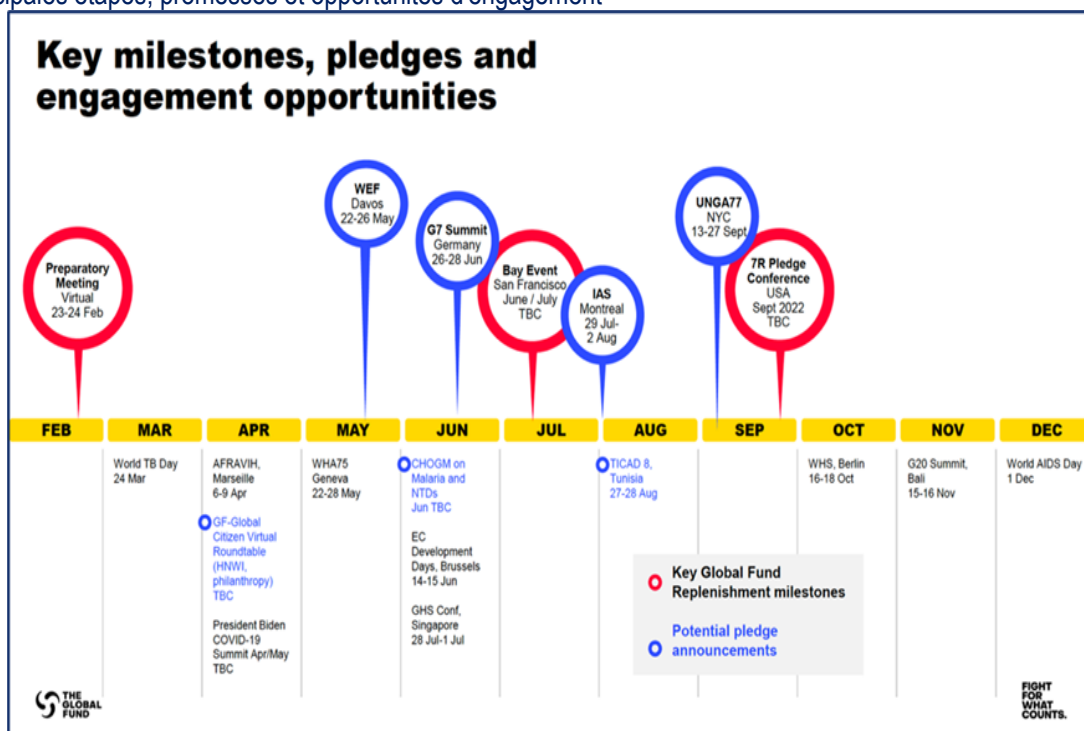 cipales étapes, promesses et opportunités d'engagement
Key milestones, pledges and
engagement opportunities
Preparatory
Meeting
Virtual
23-24 Feb
WEF
Davos
22-26 May
G7 Summit
Germany
26-28 Jun
Bay Event
San Francisco
June / July
TBC
IAS
Montreal
29 Jul-
2 Aug
UNGA77
NYC
13-27 Sept
7R Pledge
Conference
USA
Sept 2022
TBC
FEB
MAR
APR
MAY
JUN
JUL
AUG
SEP
OCT
NOV
DEC
World TB Day
24 Mar
AFRAVIH,
Marseille
6-9 Apr
GF-Global
Citizen Virtual
Roundtable
(HNWI,
philanthropy)
TBC
President Biden
COVID-19
Summit Apr/May
TBC
WHA75
Geneva
22-28 May
CHOGM on
Malaria and
NTDs
Jun TBC
EC
Development
Days, Brussels
14-15 Jun
GHS Conf,
Singapore
28 Jul-1 Jul
TICAD 8,
Tunisia
27-28 Aug
WHS, Berlin
16-18 Oct
G20 Summit,
Bali
15-16 Nov
World AIDS Day
1 Dec
Key Global Fund
Replenishment milestones
Potential pledge
announcements
THE
GLOBAL
FUND
FIGHT
FOR
WHAT
COUNTS.